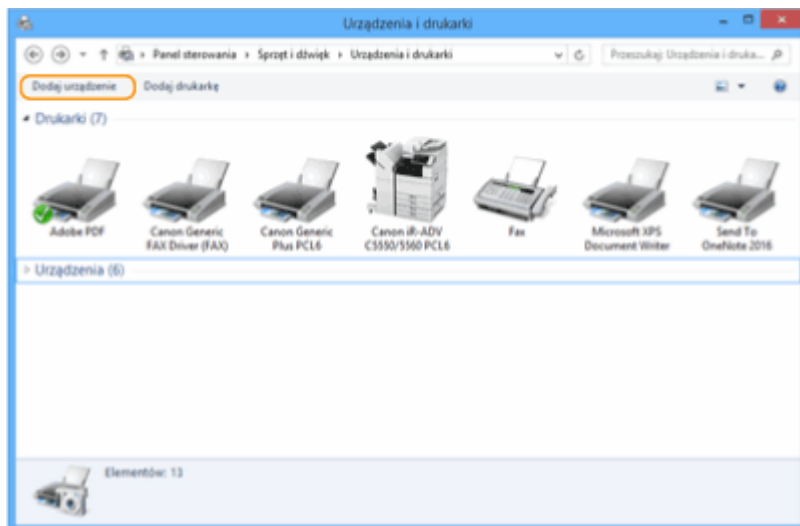 Urządzenia i drukarki
Panel sterowania ▸ Sprzęt i dźwięk ▸ Urządzenia i drukarki
Przeszukaj: Urządzenia i druka...
Dodaj urządzenie Dodaj drukarkę
Drukarki (7)
Adobe PDF
Canon Generic
FAX Driver (FAX)
Canon Generic
Plus PCL6
Canon iR-ADV
C5550/5560 PCL6
Fax
Microsoft XPS
Document Writer
Send To
OneNote 2016
Urządzenia (6)
Elementów: 13